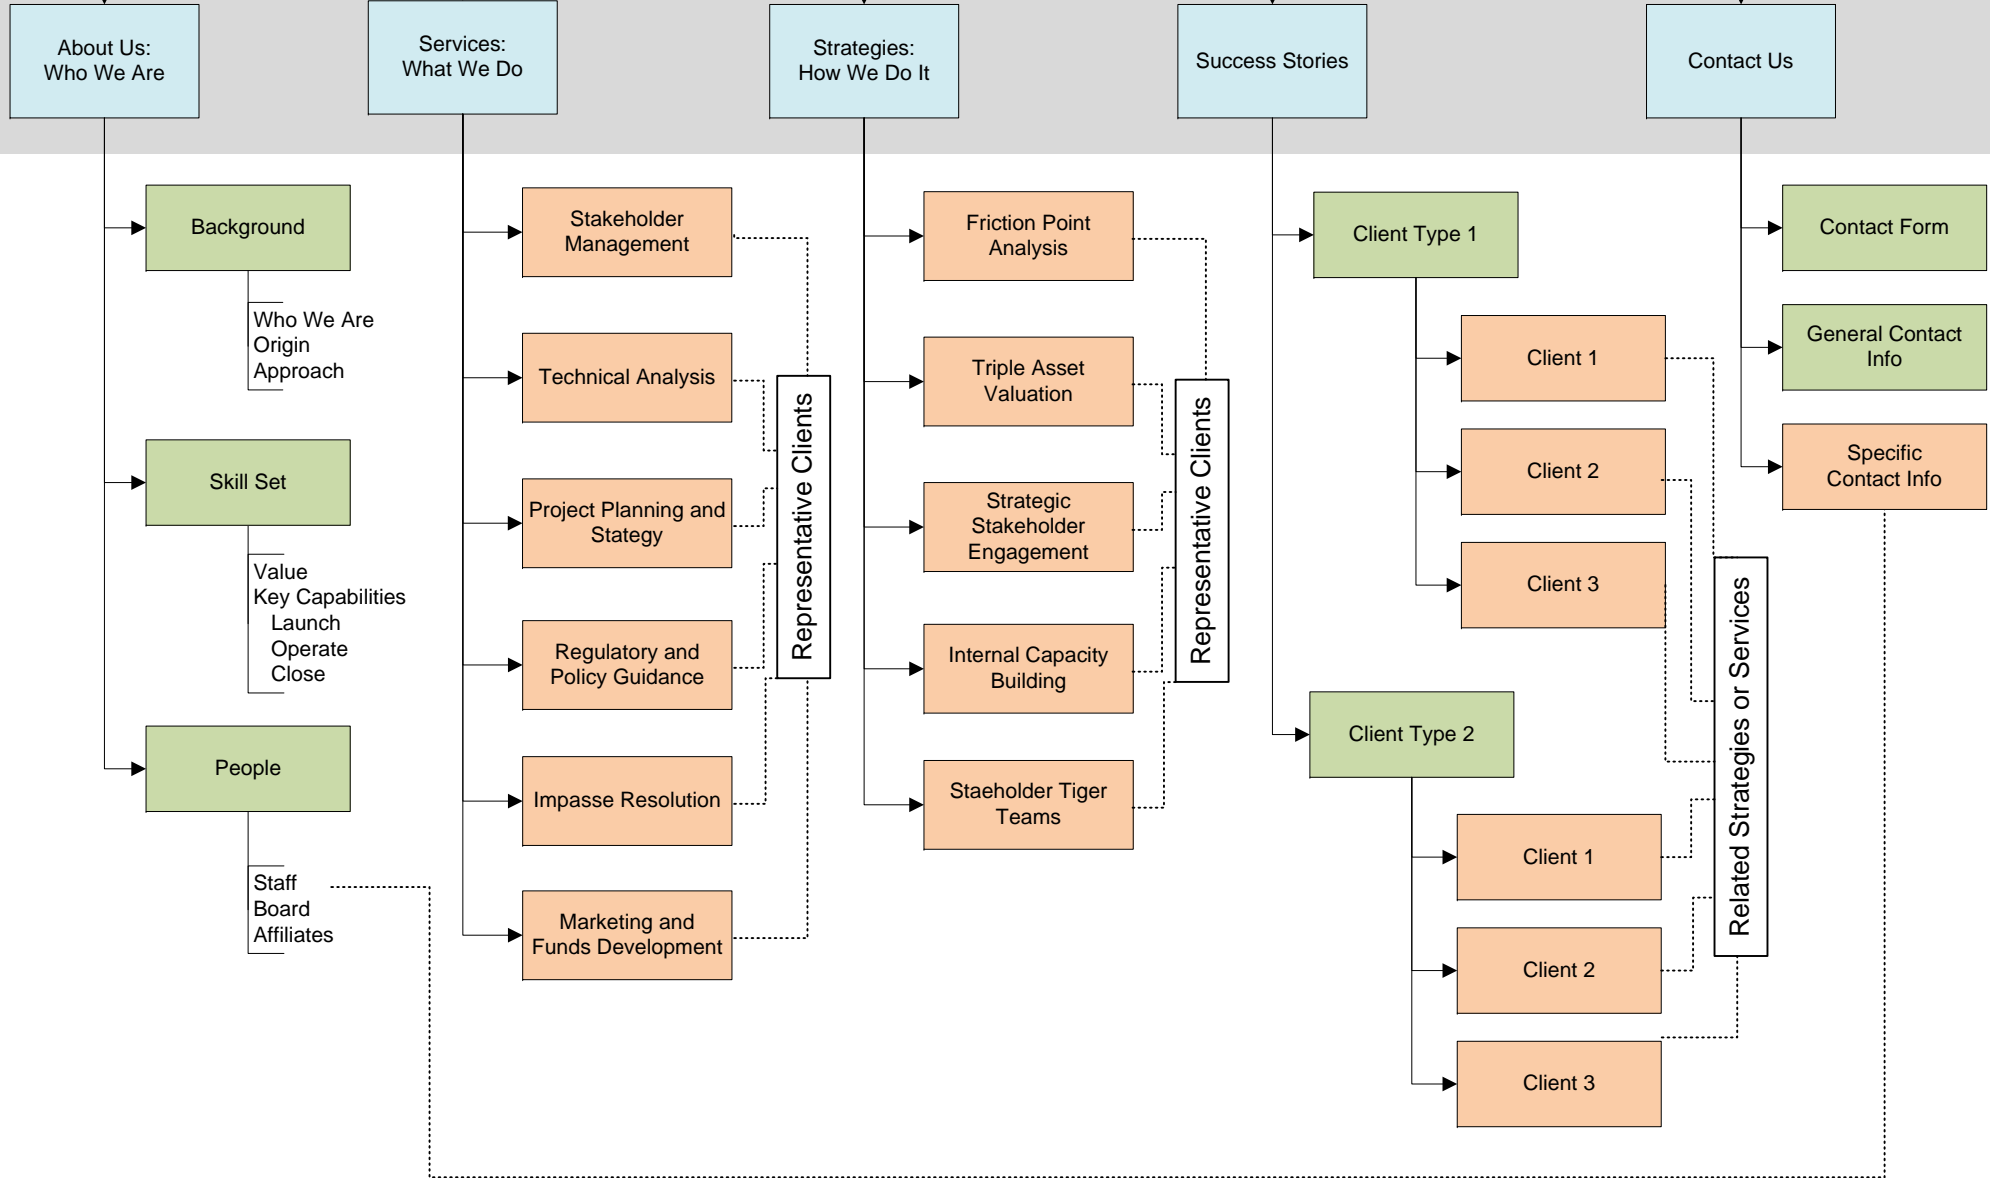 About Us:
Who We Are
Services:
What We Do
Strategies:
How We Do It
Success Stories
Contact Us
Background
Who We Are
Origin
Approach
Skill Set
Value
Key Capabilities
Launch
Operate
Close
People
Staff
Board
Affiliates
Stakeholder
Management
Technical Analysis
Project Planning and
Stategy
Regulatory and
Policy Guidance
Impasse Resolution
Marketing and
Funds Development
Representative Clients
Friction Point
Analysis
Triple Asset
Valuation
Strategic
Stakeholder
Engagement
Internal Capacity
Building
Staeholder Tiger
Teams
Representative Clients
Client Type 1
Client 1
Client 2
Client 3
Client Type 2
Client 1
Client 2
Client 3
Related Strategies or Services
Contact Form
General Contact
Info
Specific
Contact Info